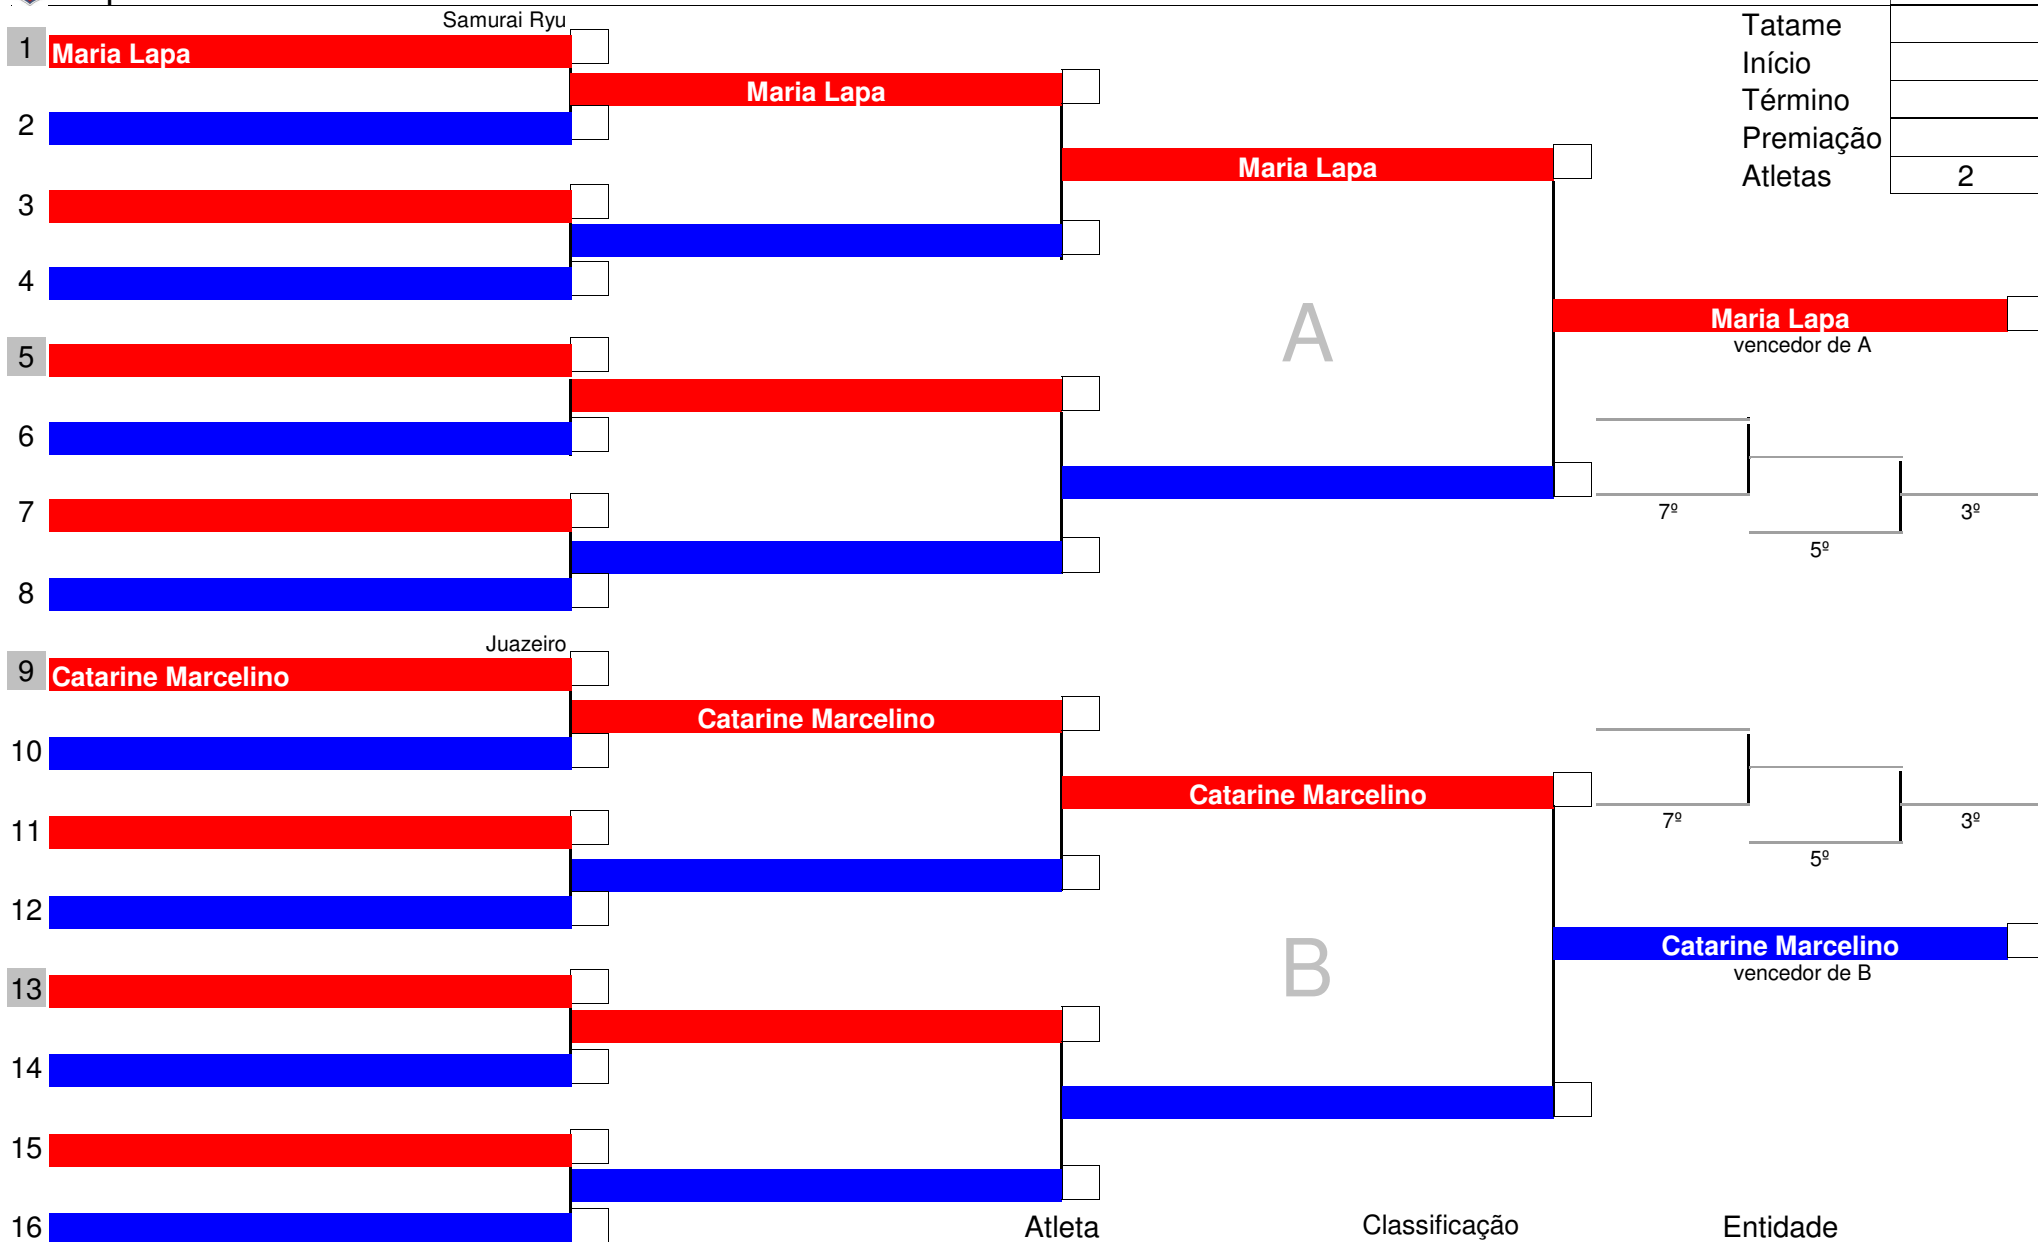 Samurai Ryu
1 Maria Lapa
Maria Lapa
2
Maria Lapa
3
4
Maria Lapa
vencedor de A
A
5
6
7
7º
3º
5º
8
Juazeiro
9 Catarine Marcelino
Catarine Marcelino
10
Catarine Marcelino
11
7º
3º
5º
12
Catarine Marcelino
vencedor de B
B
13
14
15
16
Tatame
Início
Término
Premiação
Atletas 2
Atleta Classificação Entidade